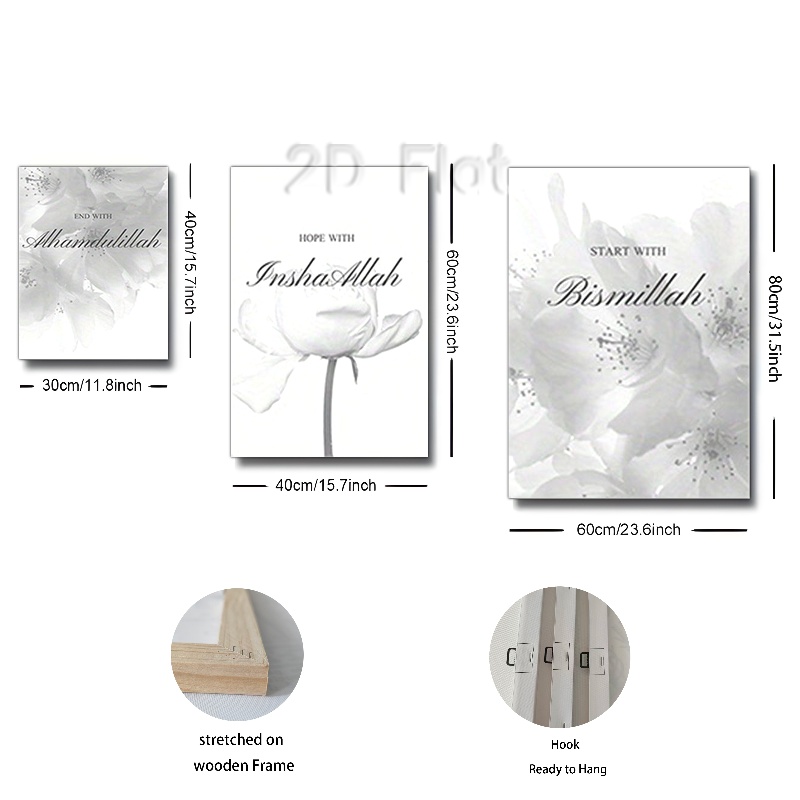 2D Flat
END WITH
Alhamdulillah
40cm/15.7inch
30cm/11.8inch
HOPE WITH
InshaAllah
60cm/23.6inch
40cm/15.7inch
START WITH
Bismillah
80cm/31.5inch
60cm/23.6inch
stretched on
wooden Frame
Hook
Ready to Hang